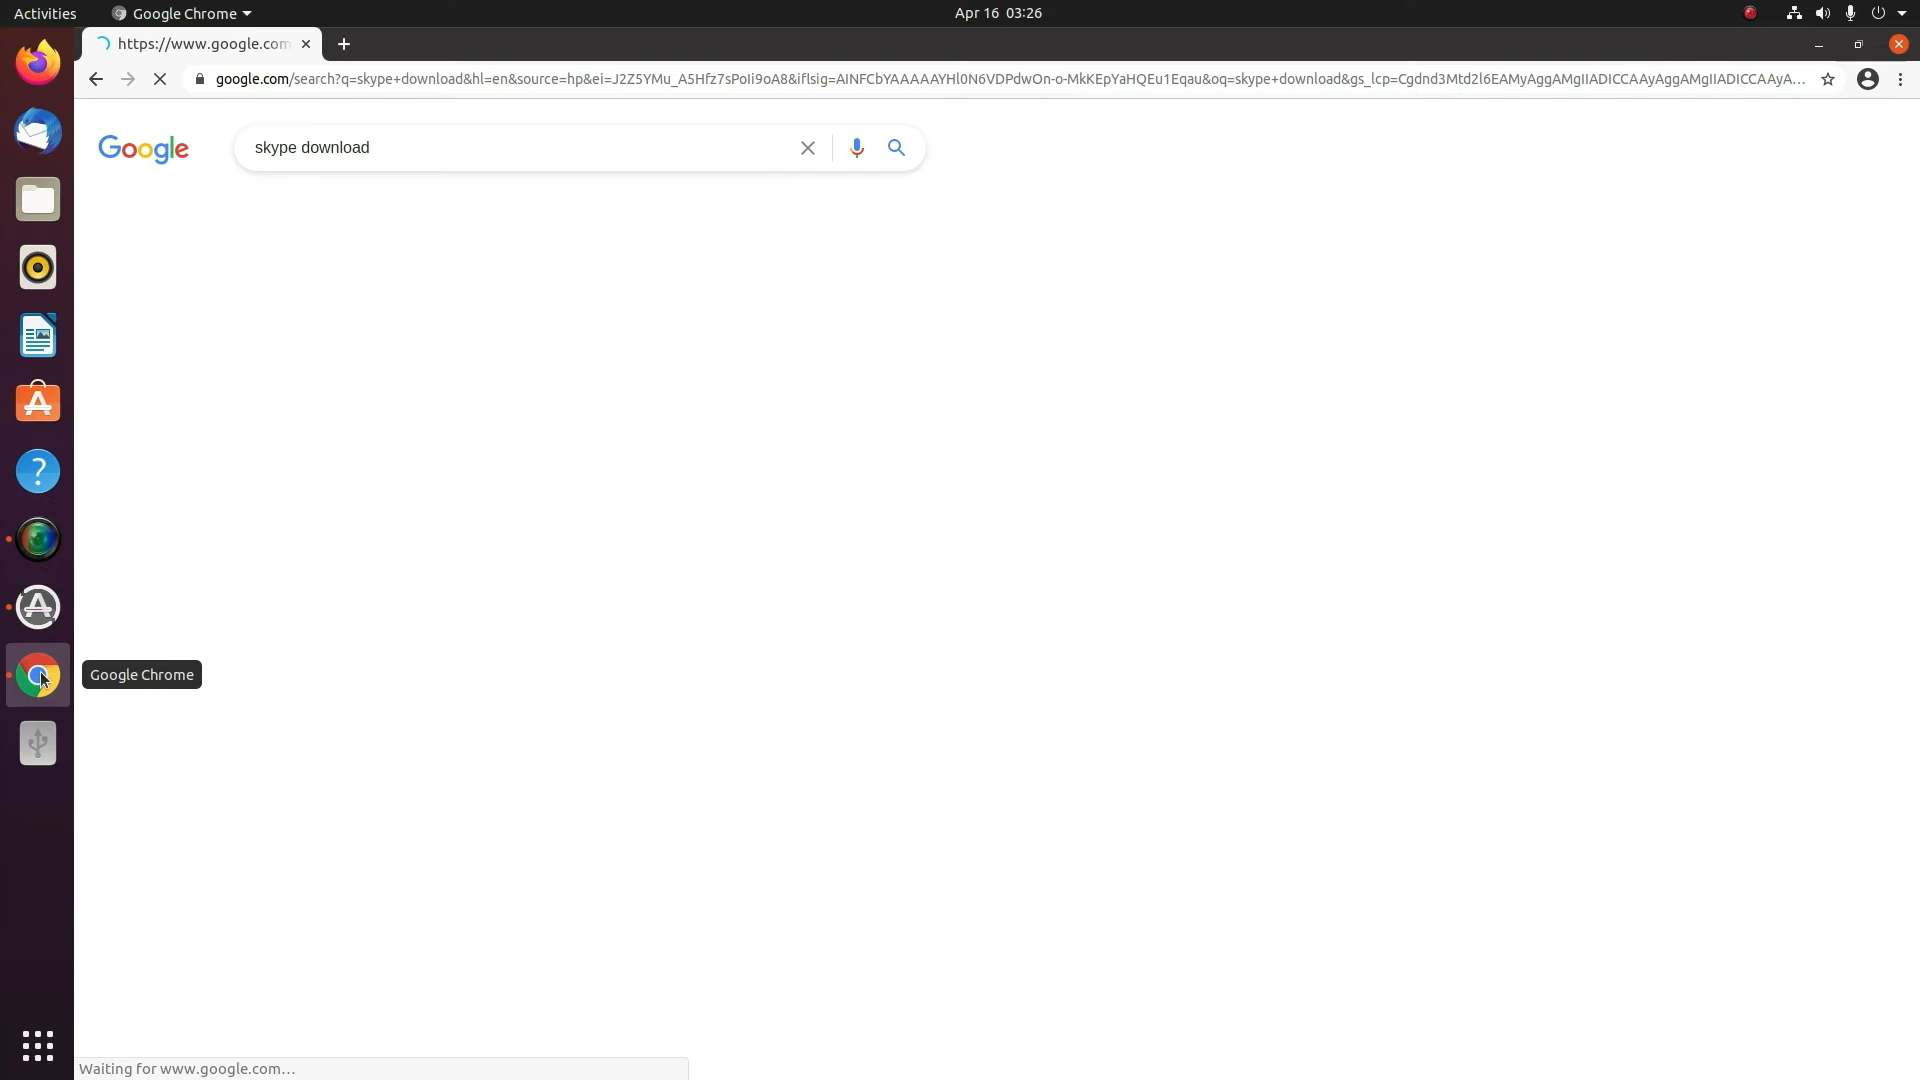 Activities
Google Chrome
Apr 16 03:26
https://www.google.com
google.com/search?q=skype+download&hl=en&source=hp&ei=J2Z5YMu_A5Hfz7sPoIi9oA8&iflsig=AINFCbYAAAAAYHl0N6VDPdwOn-o-MkKEpYaHQEu1Eqau&oq=skype+download&gs_lcp=Cgdnd3Mtd2l6EAMyAggAMgIIADICCAAyAggAMgIIADICCAAyA...
Google
skype download
Google Chrome
Waiting for www.google.com...